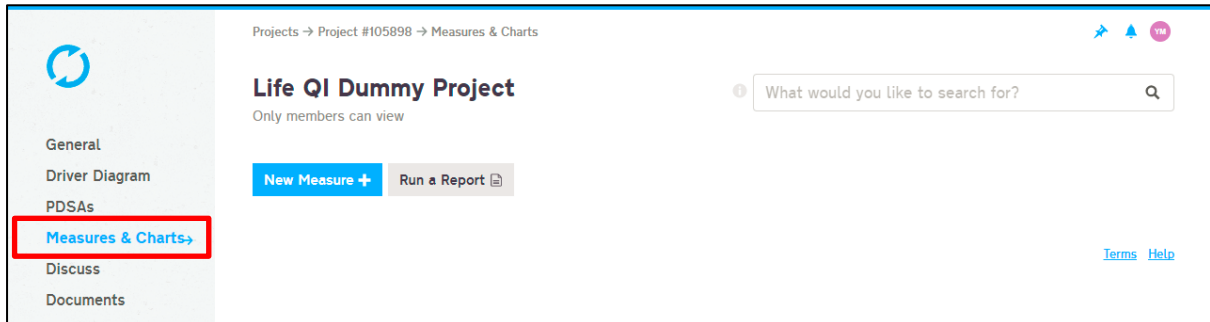 Projects → Project #105898 → Measures & Charts
YM
Life QI Dummy Project
What would you like to search for?
Only members can view
General
Driver Diagram
New Measure +
Run a Report
PDSAs
Measures & Charts→
Discuss
Terms Help
Documents